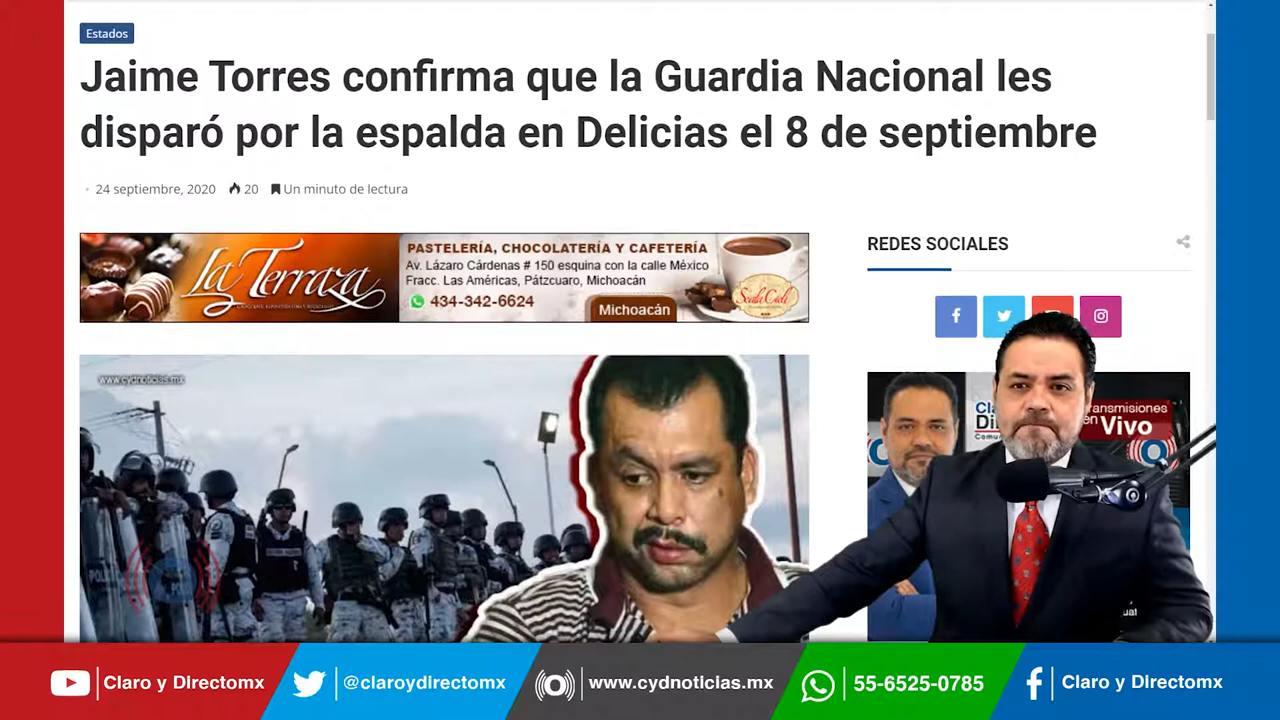 Estados
Jaime Torres confirma que la Guardia Nacional les
disparó por la espalda en Delicias el 8 de septiembre
24 septiembre, 2020 20 Un minuto de lectura
La Terraza
PASTELERÍA, CHOCOLATERÍA Y CAFETERÍA
Av. Lázaro Cárdenas # 150 esquina con la calle México
Fracc. Las Américas, Pátzcuaro, Michoacán
434-342-6624
Michoacán
REDES SOCIALES
www.cydnoticias.mx
en Vivo
Claro y Directomx
@claroydirectomx
www.cydnoticias.mx
55-6525-0785
Claro y DIrectomx